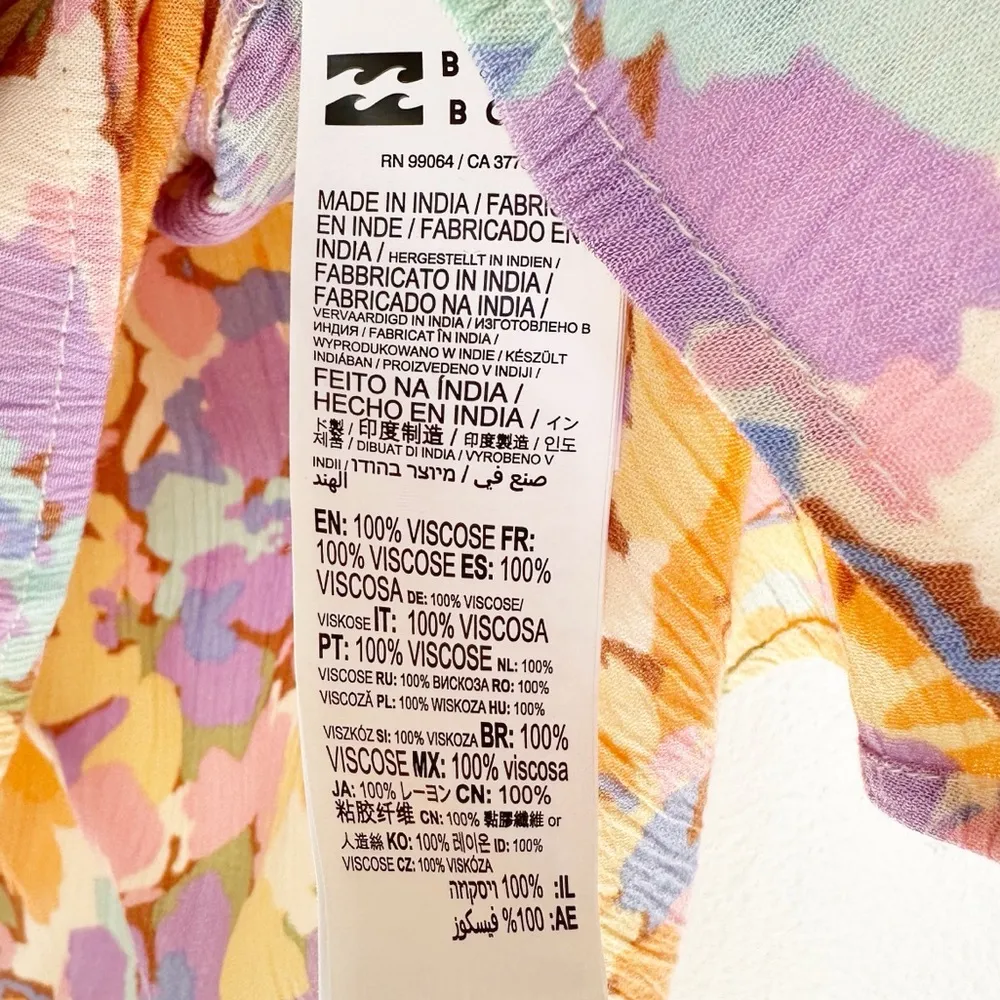 B
B
RN 99064 / CA 377
MADE IN INDIA / FABRIC
EN INDE / FABRICADO EN
INDIA / HERGESTELLT IN INDIEN /
FABBRICATO IN INDIA /
FABRICADO NA INDIA /
VERVAARDIGD IN INDIA / ИЗГОТОВЛЕНО В
ИНДИЯ / FABRICAT ÎN INDIA /
WYPRODUKOWANO W INDIE / KÉSZÜLT
INDIÁBAN / PROIZVEDENO V INDIJI /
FEITO NA ÍNDIA /
HECHO EN INDIA / イン
ド製 / 印度制造 / 印度製造 / 인도
제품 / DIBUAT DI INDIA / VYROBENO V
INDII / מיוצר בהודו / صنع في
الهند
EN: 100% VISCOSE FR:
100% VISCOSE ES: 100%
VISCOSA DE: 100% VISCOSE/
VISKOSE IT: 100% VISCOSA
PT: 100% VISCOSE NL: 100%
VISCOSE RU: 100% ВИСКОЗА RO: 100%
VISCOZĂ PL: 100% WISKOZA HU: 100%
VISZKÓZ SI: 100% VISKOZA BR: 100%
VISCOSE MX: 100% viscosa
JA: 100% レーヨン CN: 100%
粘胶纤维 CN: 100% 黏膠纖維 or
人造絲 KO: 100% 레이온 ID: 100%
VISCOSE CZ: 100% VISKÓZA
IL: 100% ויסקמה
AE: 100% فيسكوز